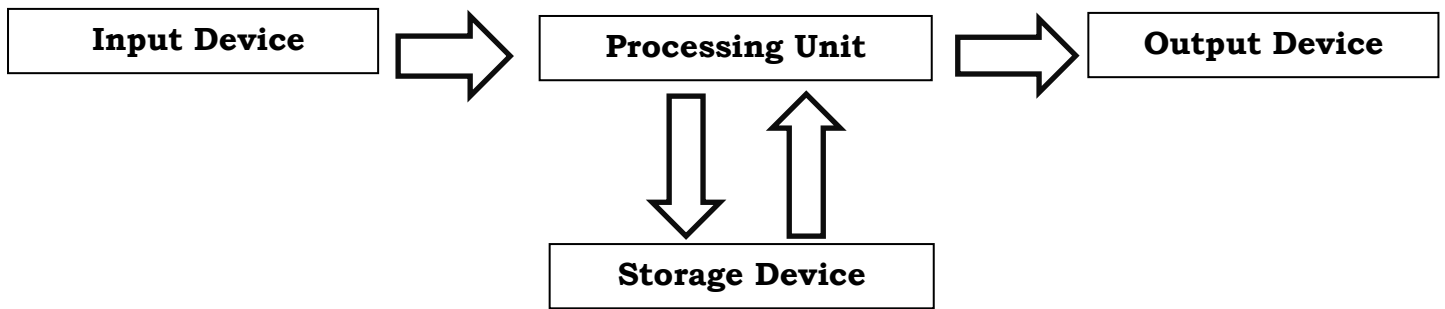 Input Device
Processing Unit
Output Device
Storage Device